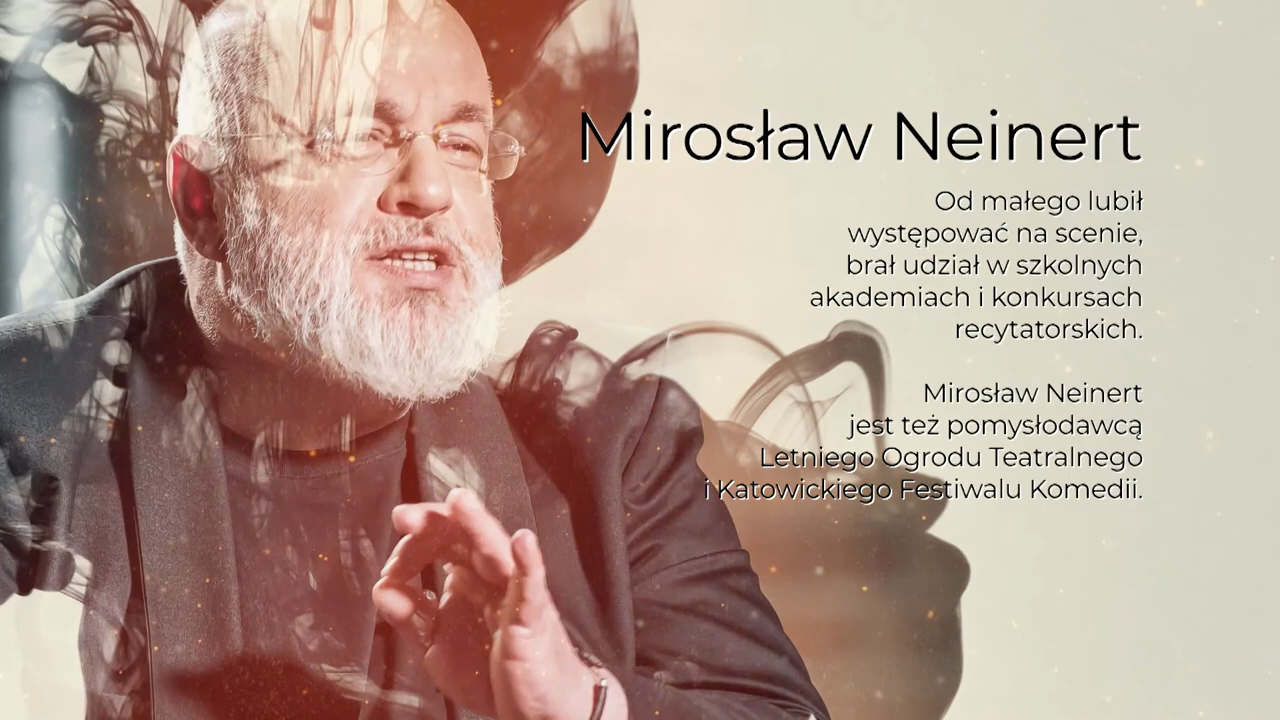 Mirosław Neinert
Od małego lubił
występować na scenie,
brał udział w szkolnych
akademiach i konkursach
recytatorskich.
Mirosław Neinert
jest też pomysłodawcą
Letniego Ogrodu Teatralnego
i Katowickiego Festiwalu Komedii.